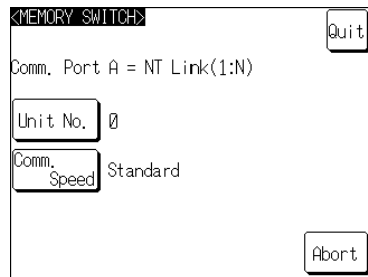 <MEMORY SWITCH>
Quit
Comm. Port A = NT Link(1:N)
Unit No. 0
Comm.
Speed Standard
Abort